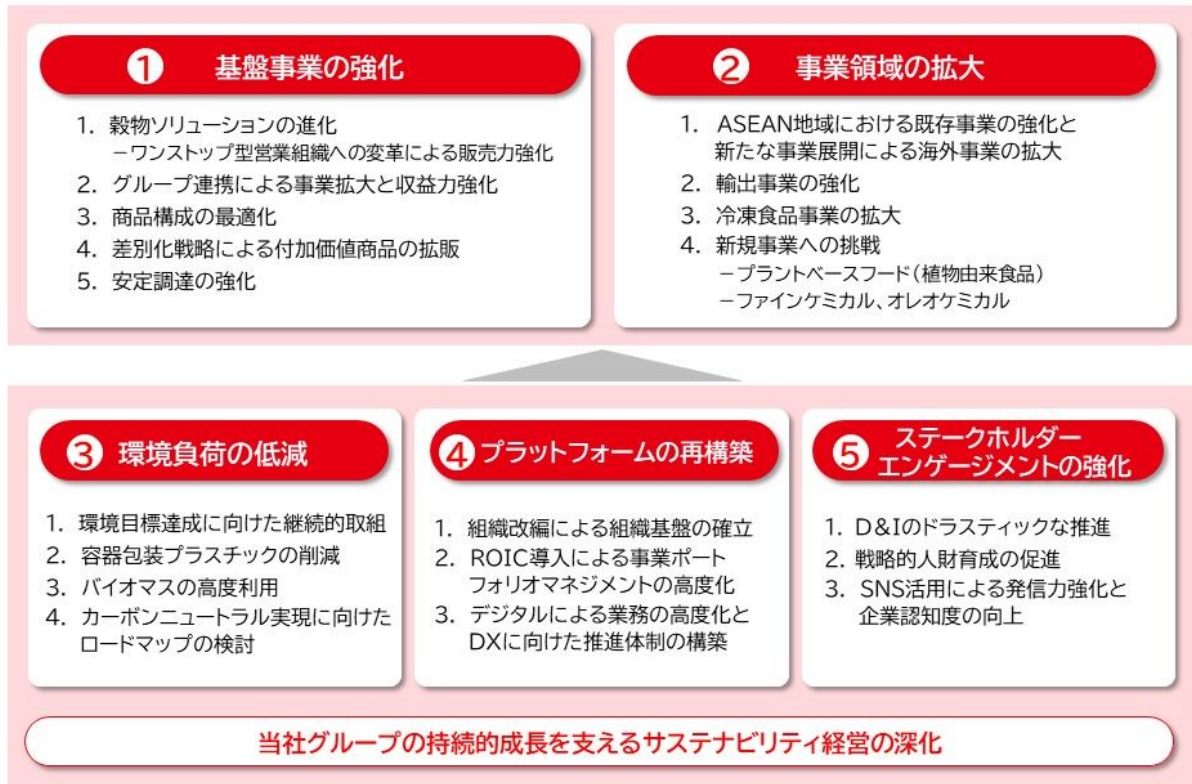 ❶ 基盤事業の強化
1. 穀物ソリューションの進化
－ワンストップ型営業組織への変革による販売力強化
2. グループ連携による事業拡大と収益力強化
3. 商品構成の最適化
4. 差別化戦略による付加価値商品の拡販
5. 安定調達の強化
❷ 事業領域の拡大
1. ASEAN地域における既存事業の強化と
新たな事業展開による海外事業の拡大
2. 輸出事業の強化
3. 冷凍食品事業の拡大
4. 新規事業への挑戦
－プラントベースフード（植物由来食品）
－ファインケミカル、オレオケミカル
❸ 環境負荷の低減
1. 環境目標達成に向けた継続的取組
2. 容器包装プラスチックの削減
3. バイオマスの高度利用
4. カーボンニュートラル実現に向けた
ロードマップの検討
❹ プラットフォームの再構築
1. 組織改編による組織基盤の確立
2. ROIC導入による事業ポート
フォリオマネジメントの高度化
3. デジタルによる業務の高度化と
DXに向けた推進体制の構築
❺ ステークホルダー
エンゲージメントの強化
1. D&Iのドラスティックな推進
2. 戦略的人財育成の促進
3. SNS活用による発信力強化と
企業認知度の向上
当社グループの持続的成長を支えるサステナビリティ経営の深化